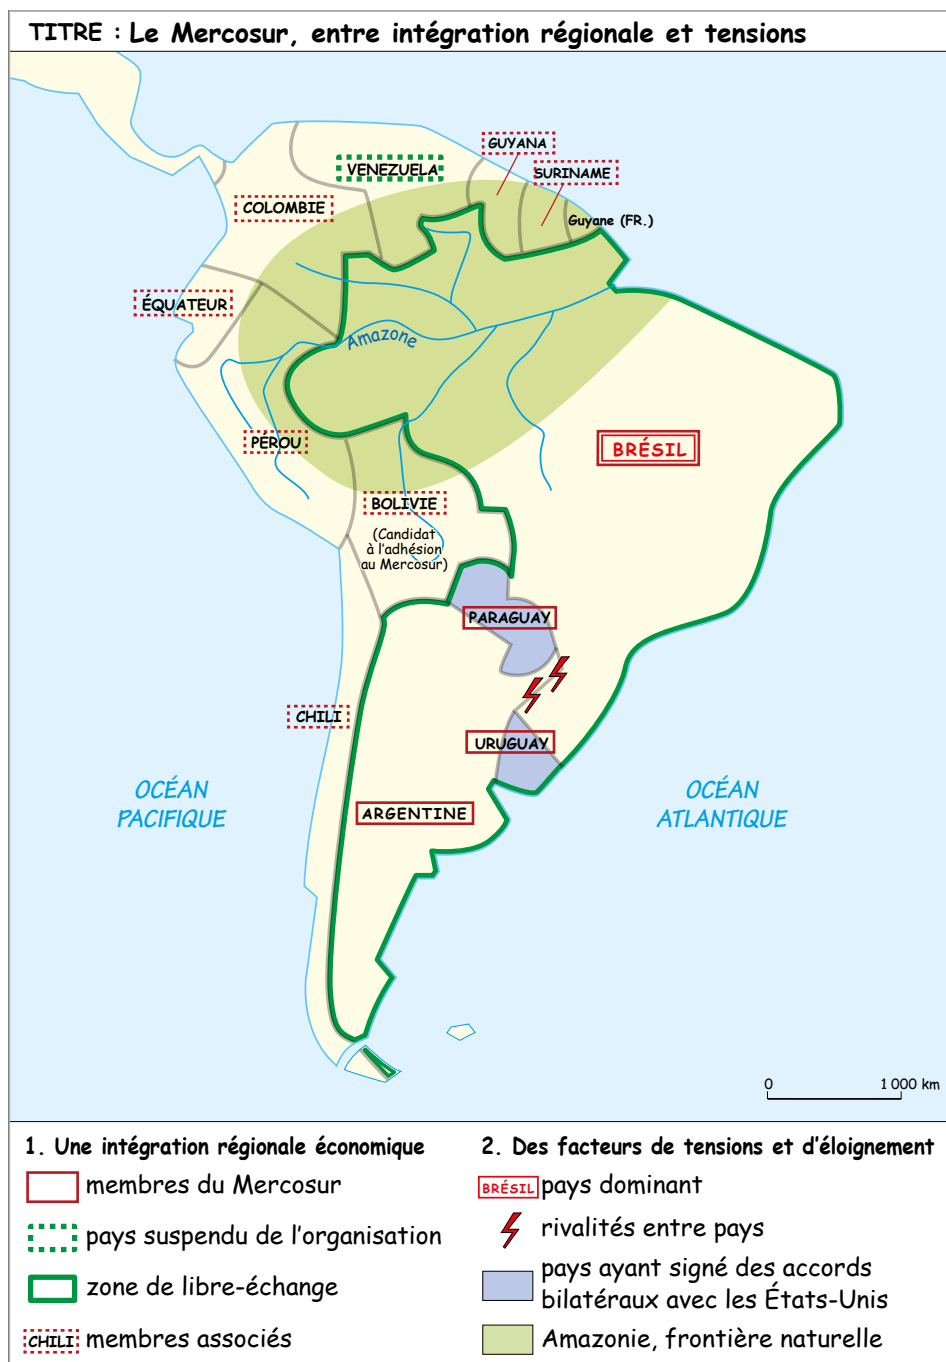 TITRE : Le Mercosur, entre intégration régionale et tensions
GUYANA
VENEZUELA
SURINAME
COLOMBIE
Guyane (FR.)
ÉQUATEUR
Amazone
PÉROU
BRÉSIL
BOLIVIE
(Candidat
à l'adhésion
au Mercosur)
PARAGUAY
CHILI
URUGUAY
OCÉAN
PACIFIQUE
OCÉAN
ATLANTIQUE
ARGENTINE
0 1 000 km
1. Une intégration régionale économique
membres du Mercosur
pays suspendu de l'organisation
zone de libre-échange
CHILI membres associés
2. Des facteurs de tensions et d'éloignement
BRÉSIL pays dominant
rivalités entre pays
pays ayant signé des accords
bilatéraux avec les États-Unis
Amazonie, frontière naturelle